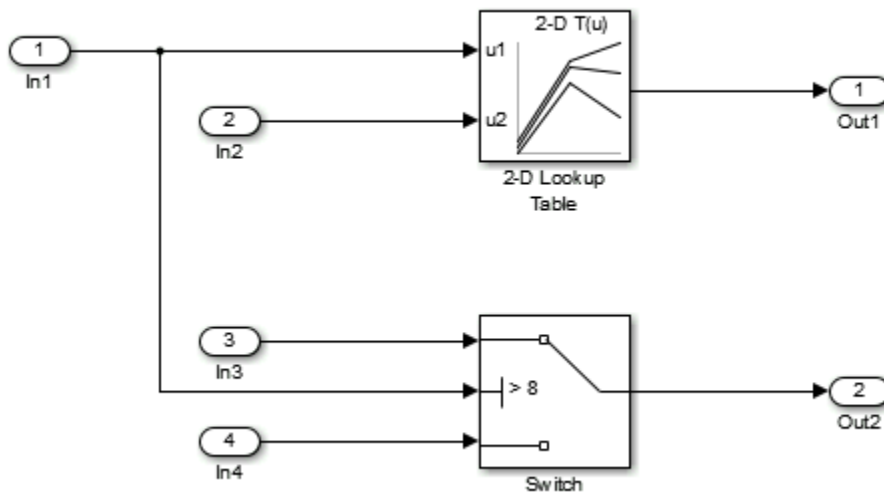 1
In1
2
In2
2-D T(u)
u1
u2
2-D Lookup
Table
1
Out1
3
In3
4
In4
> 8
Switch
2
Out2